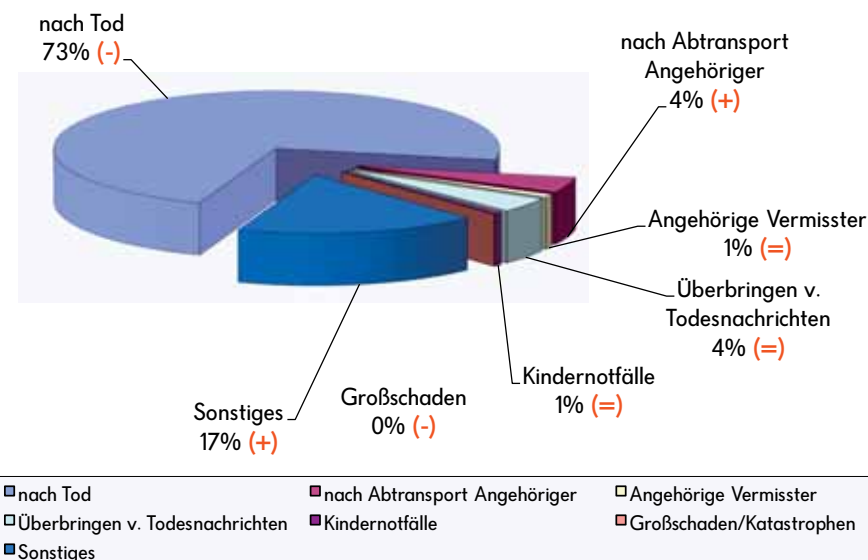 nach Tod
73% (-)
nach Abtransport
Angehöriger
4% (+)
Angehörige Vermisster
1% (=)
Überbringen v.
Todesnachrichten
4% (=)
Kindernotfälle
1% (=)
Großschaden
0% (-)
Sonstiges
17% (+)
nach Tod
nach Abtransport Angehöriger
Angehörige Vermisster
Überbringen v. Todesnachrichten
Kindernotfälle
Großschaden/Katastrophen
Sonstiges